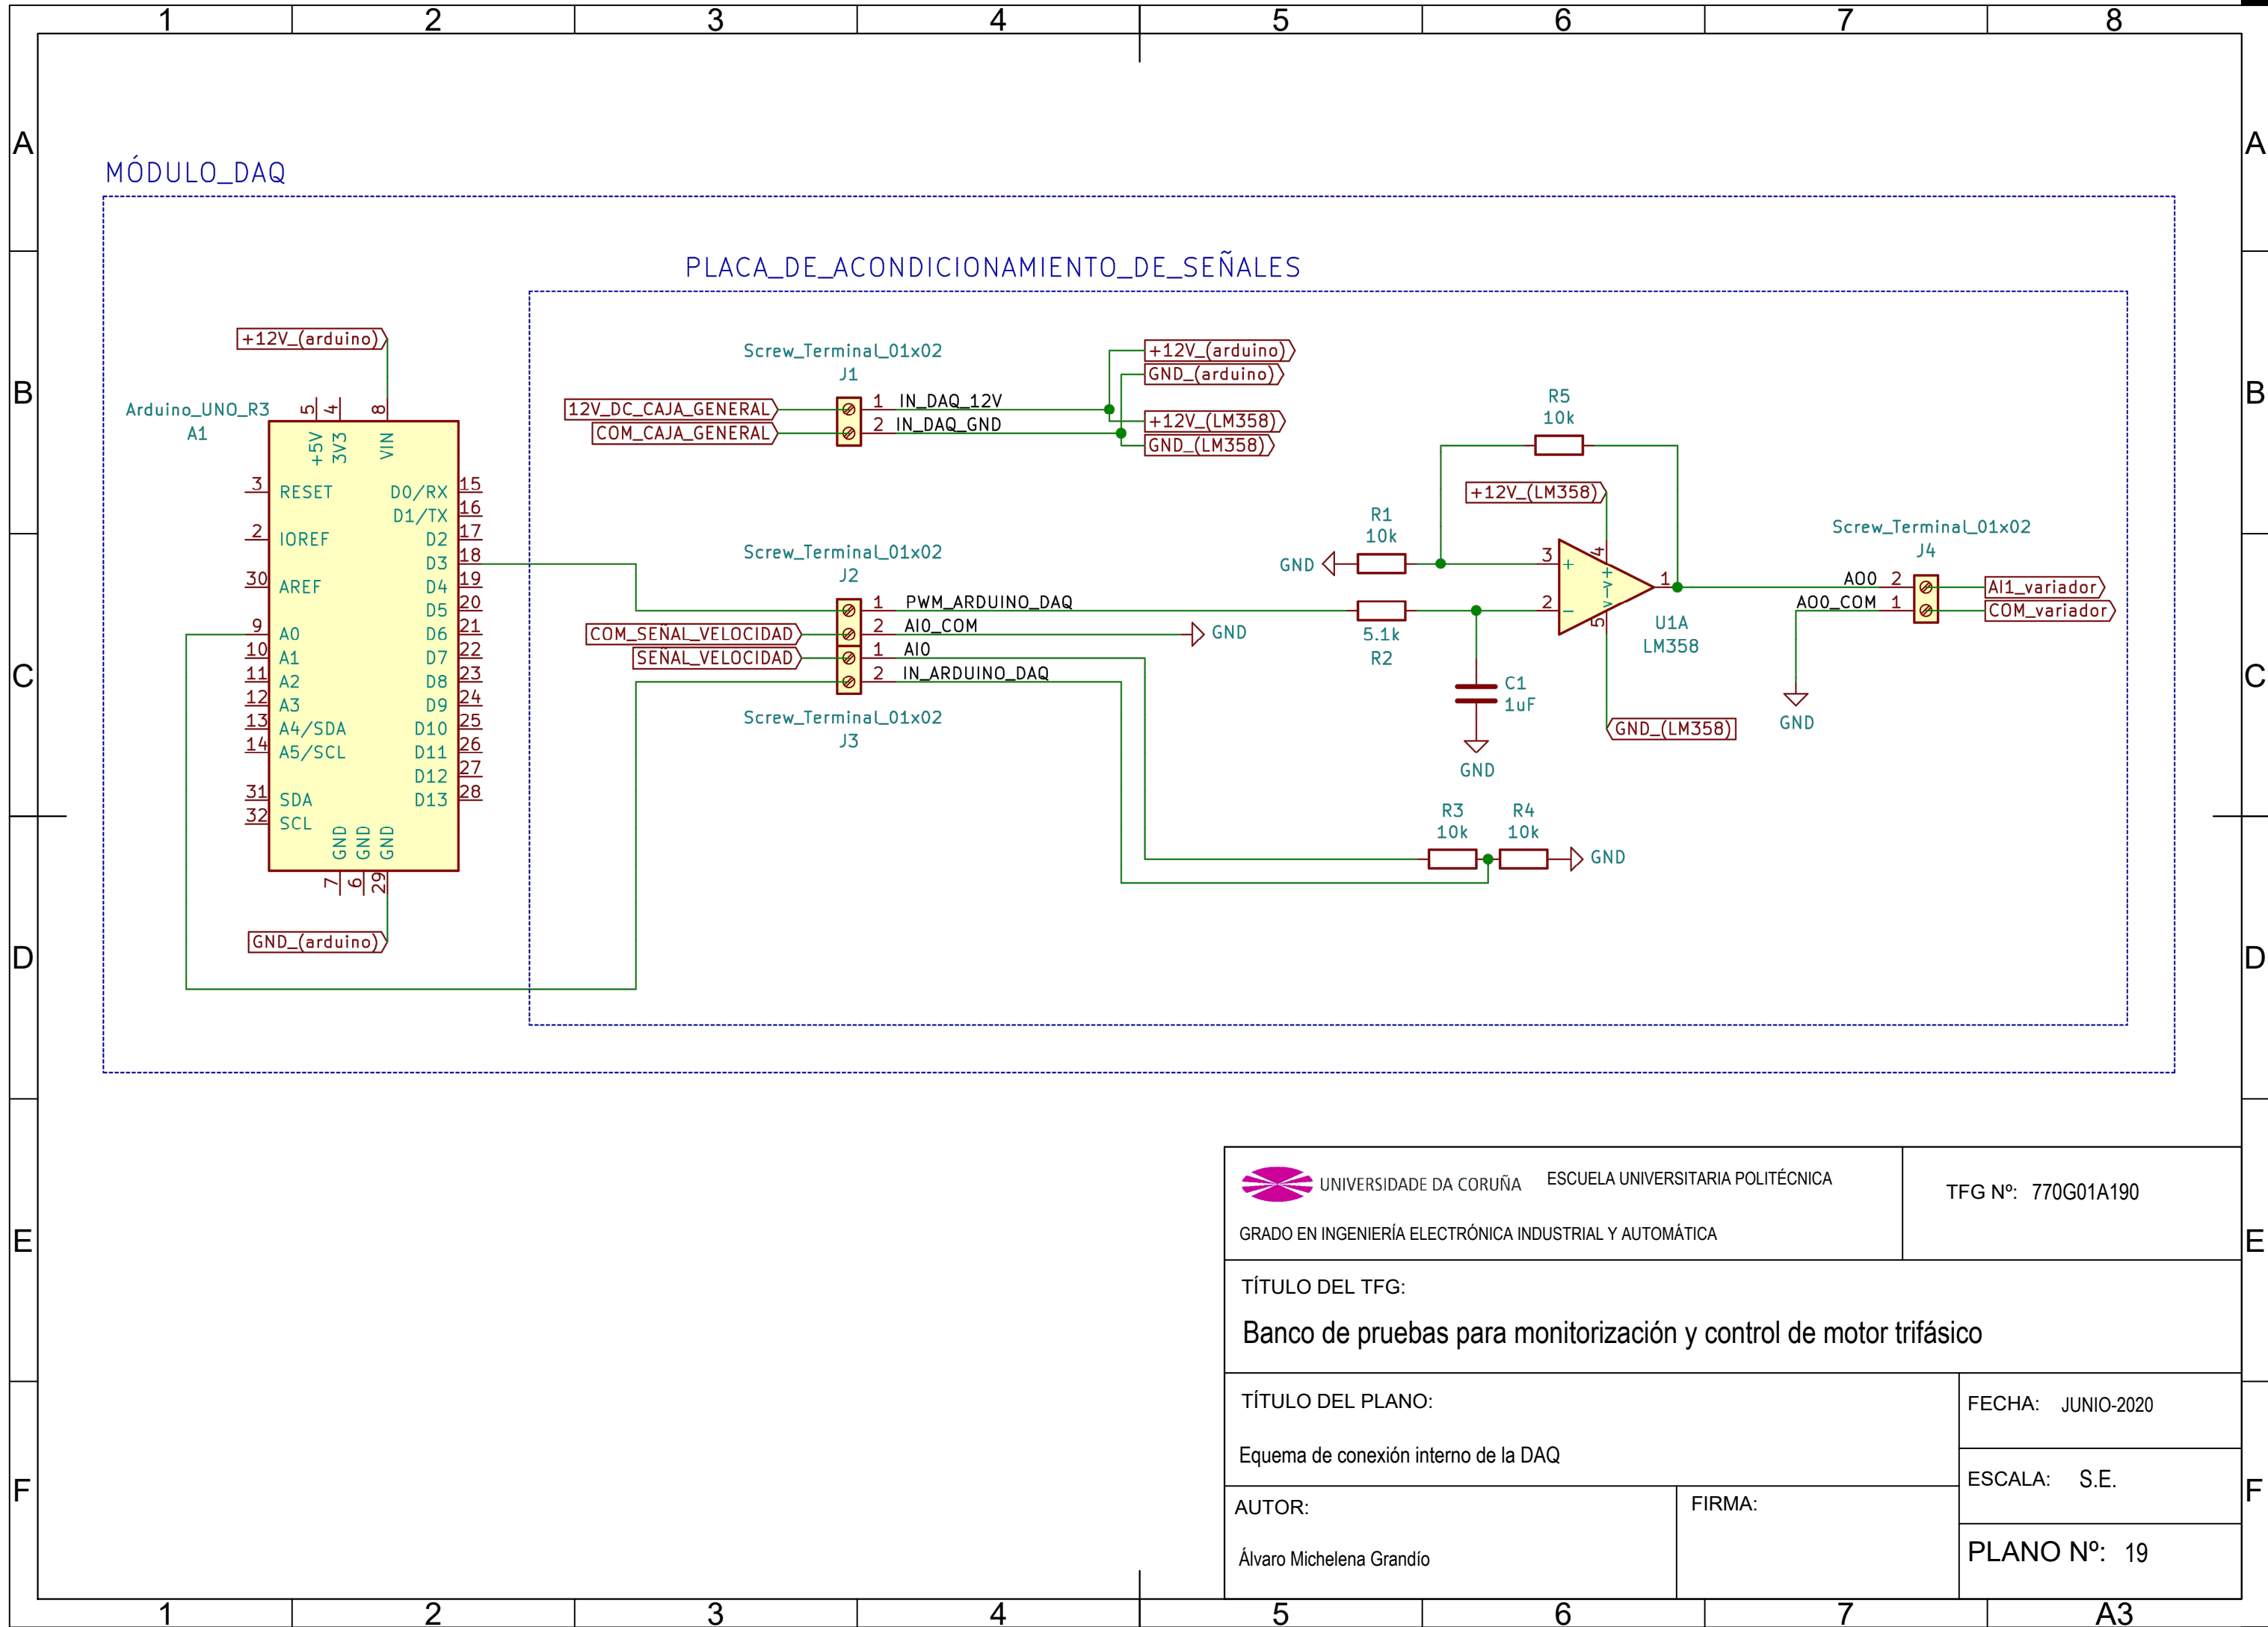 1 2 3 4 5 6 7 8
A A
MÓDULO_DAQ
PLACA_DE_ACONDICIONAMIENTO_DE_SEÑALES
B B
+12V_(arduino)
Arduino_UNO_R3
A1
5 4 8
+5V 3V3 VIN
3 RESET
2 IOREF
30 AREF
9 A0
10 A1
11 A2
12 A3
13 A4/SDA
14 A5/SCL
31 SDA
32 SCL
D0/RX 15
D1/TX 16
D2 17
D3 18
D4 19
D5 20
D6 21
D7 22
D8 23
D9 24
D10 25
D11 26
D12 27
D13 28
GND GND GND
7 6 29
GND_(arduino)
Screw_Terminal_01x02
J1
12V_DC_CAJA_GENERAL 1 IN_DAQ_12V
COM_CAJA_GENERAL 2 IN_DAQ_GND
+12V_(arduino)
GND_(arduino)
+12V_(LM358)
GND_(LM358)
Screw_Terminal_01x02
J2
1 PWM_ARDUINO_DAQ
COM_SEÑAL_VELOCIDAD 2 AI0_COM GND
SEÑAL_VELOCIDAD 1 AI0
2 IN_ARDUINO_DAQ
Screw_Terminal_01x02
J3
R5
10k
+12V_(LM358)
R1
10k
GND
5.1k
R2
3 + 4 V+
2 - 5 V-
1
U1A
LM358
C1
1uF
GND
GND_(LM358)
R3 R4
10k 10k
GND
Screw_Terminal_01x02
J4
AO0 2 AI1_variador
AO0_COM 1 COM_variador
GND
C C
D D
E E
F F
UNIVERSIDADE DA CORUÑA ESCUELA UNIVERSITARIA POLITÉCNICA
TFG Nº: 770G01A190
GRADO EN INGENIERÍA ELECTRÓNICA INDUSTRIAL Y AUTOMÁTICA
TÍTULO DEL TFG:
Banco de pruebas para monitorización y control de motor trifásico
TÍTULO DEL PLANO:
Equema de conexión interno de la DAQ
FECHA: JUNIO-2020
ESCALA: S.E.
AUTOR:
Álvaro Michelena Grandío
FIRMA:
PLANO Nº: 19
1 2 3 4 5 6 7 A3